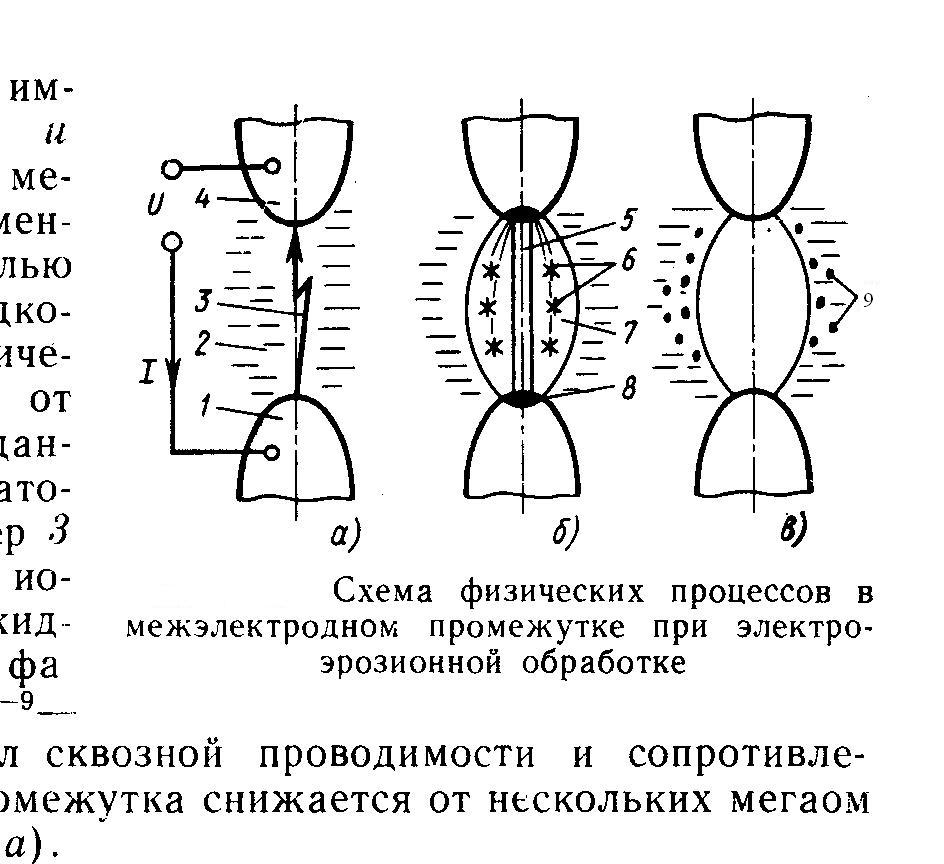 им-
и
ме-
мен-
лью
дко-
иче-
от
дан-
ато-
ер 3
ио-
жид-
фа
—9
U
4
3
2
I
1
5
6
7
8
9
а)
б)
в)
Схема физических процессов в
межэлектродном промежутке при электро-
эрозионной обработке
л сквозной проводимости и сопротивле-
омежутка снижается от нескольких мегаом
а).